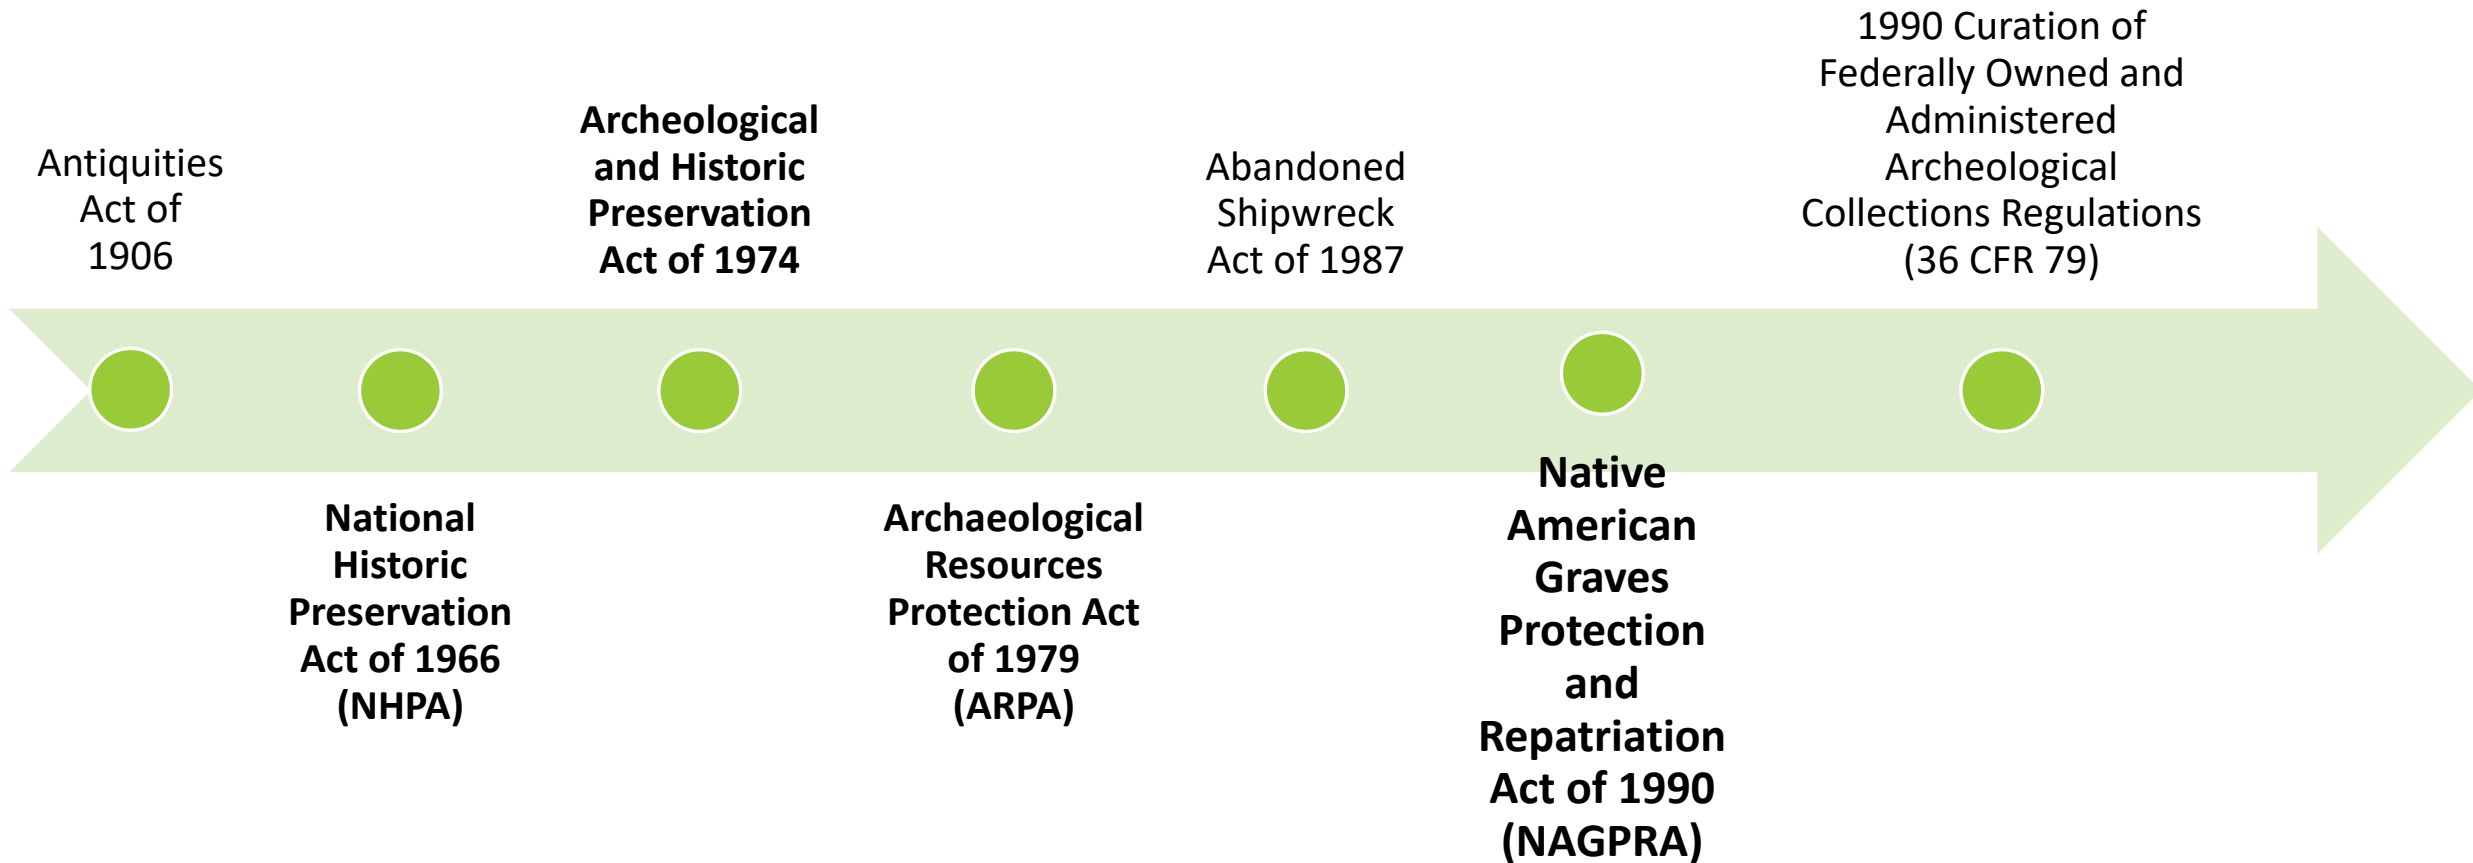 Antiquities
Act of
1906
National
Historic
Preservation
Act of 1966
(NHPA)
Archeological
and Historic
Preservation
Act of 1974
Archaeological
Resources
Protection Act
of 1979
(ARPA)
Abandoned
Shipwreck
Act of 1987
Native
American
Graves
Protection
and
Repatriation
Act of 1990
(NAGPRA)
1990 Curation of
Federally Owned and
Administered
Archeological
Collections Regulations
(36 CFR 79)